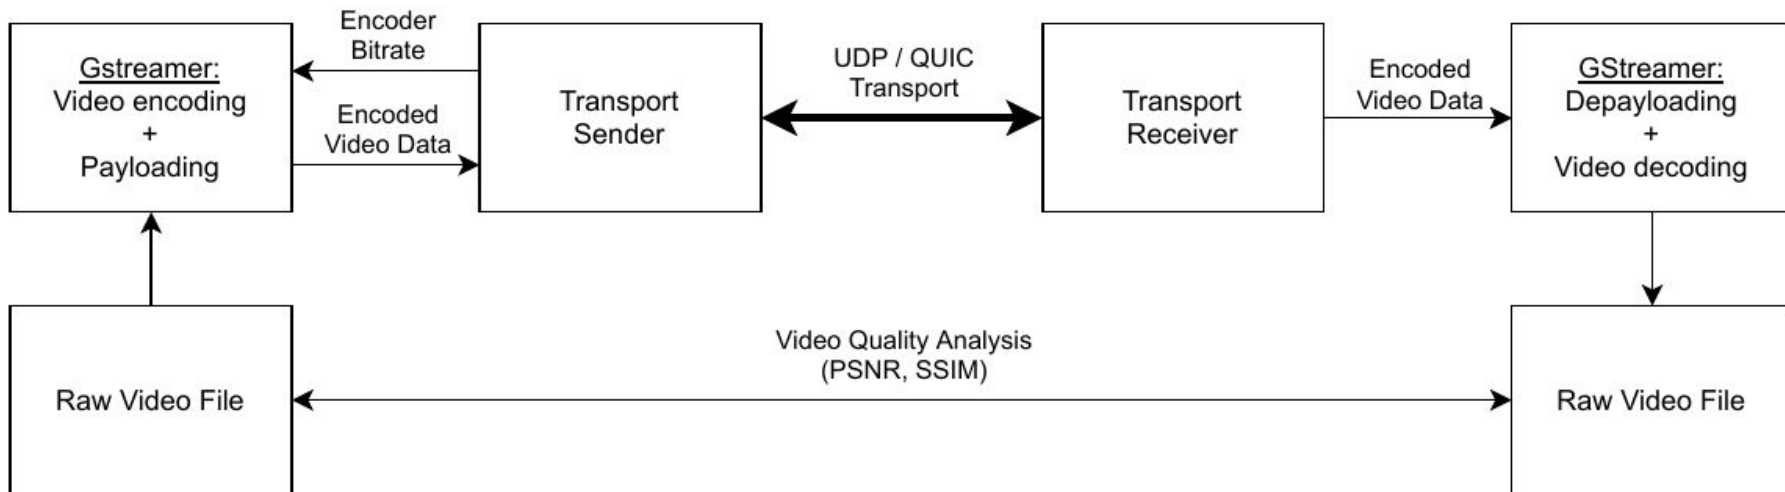 Gstreamer:
Video encoding
+
Payloading
Encoder
Bitrate
Encoded
Video Data
Transport
Sender
UDP / QUIC
Transport
Transport
Receiver
Encoded
Video Data
GStreamer:
Depayloading
+
Video decoding
Raw Video File
Video Quality Analysis
(PSNR, SSIM)
Raw Video File